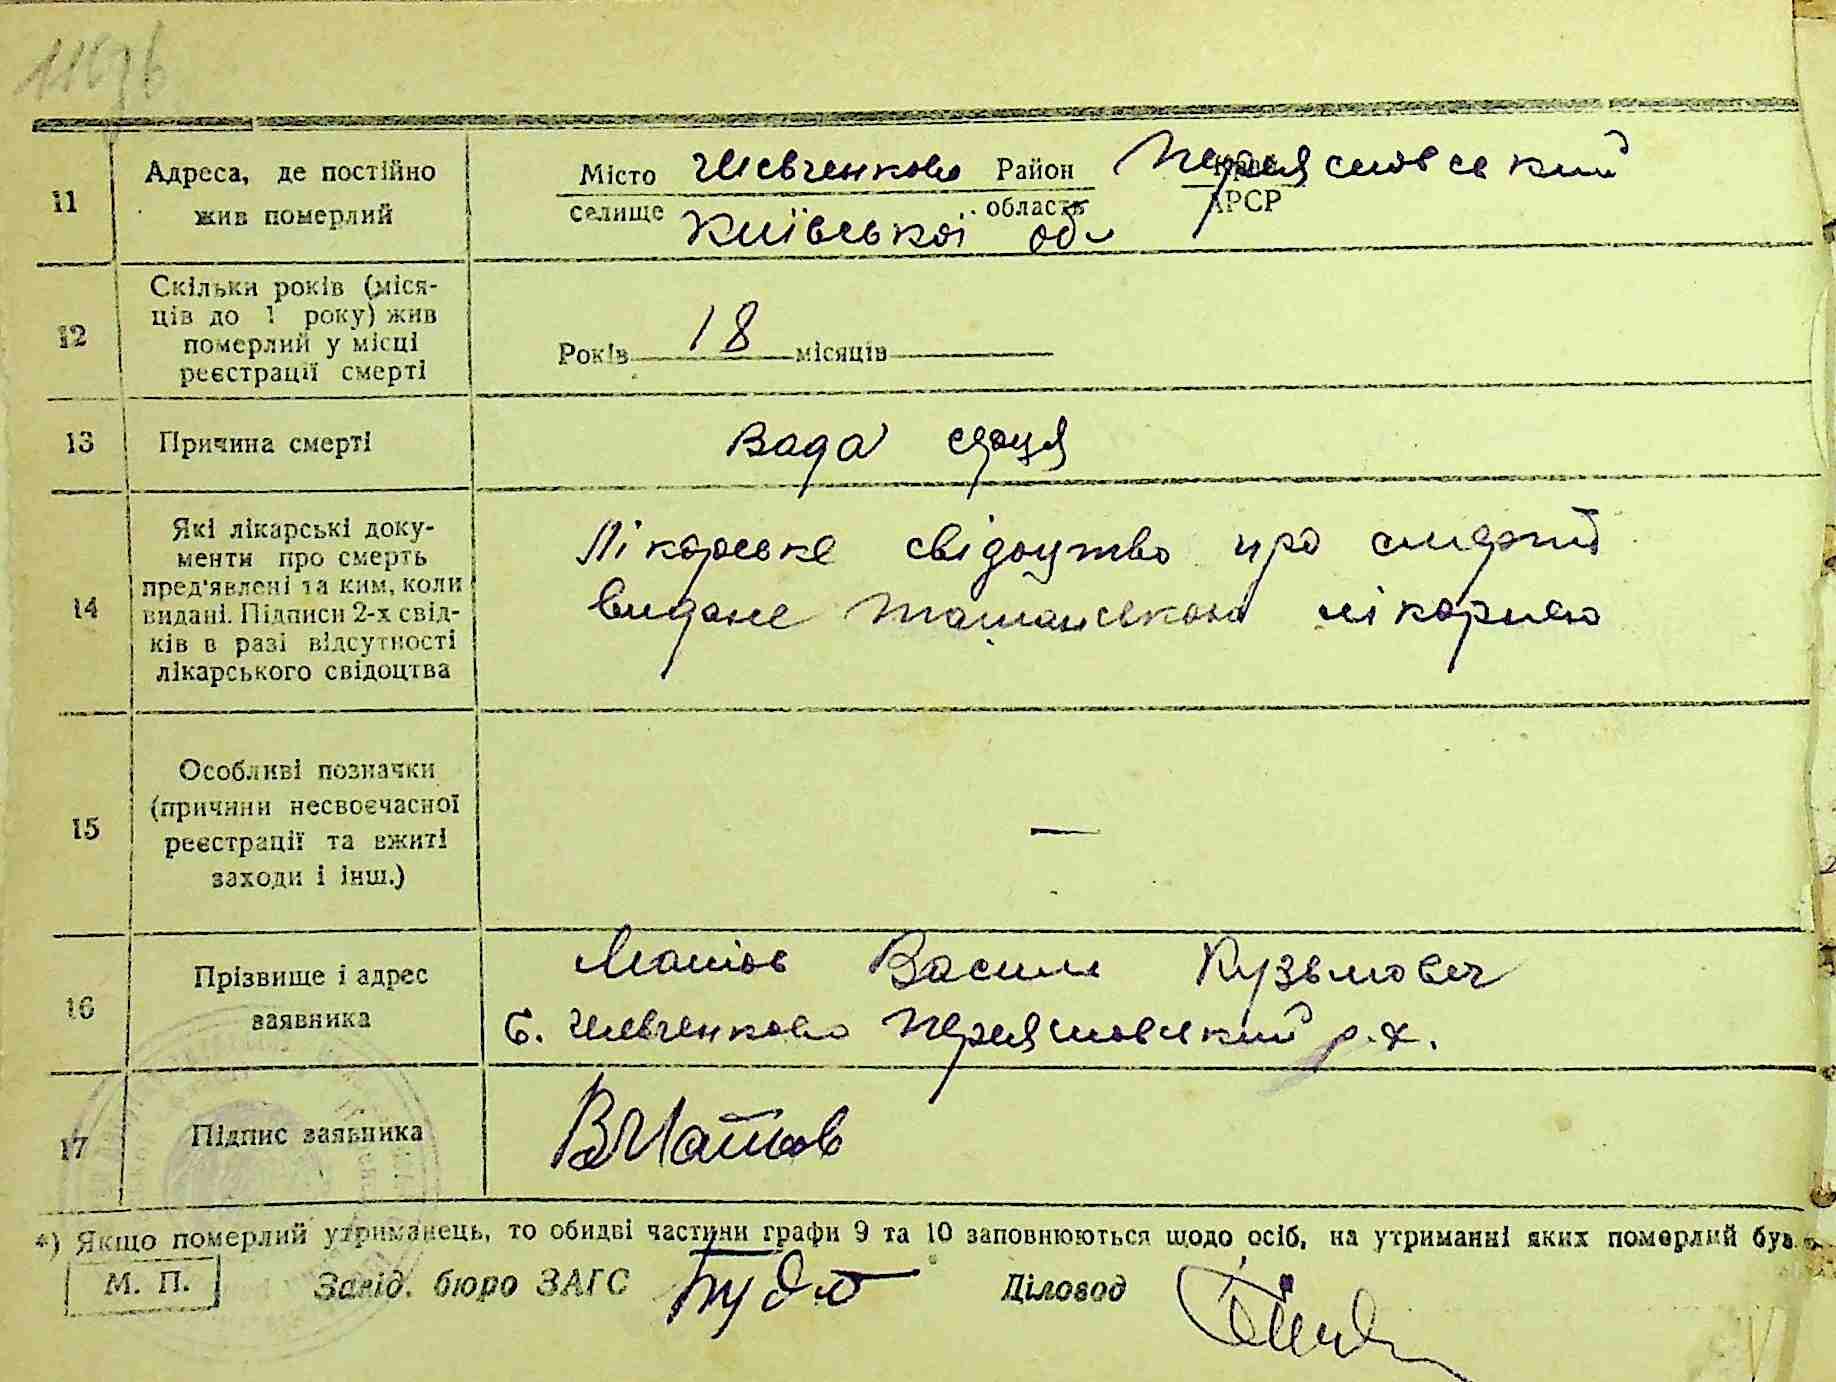 11
Адреса, де постійно
жив померлий
Місто Шевченково Район Переяславський
селище області АРСР
Київської обл
12
Скільки років (міся-
ців до 1 року) жив
померлий у місці
реєстрації смерті
Років 18 місяців
13
Причина смерті
Вада серця
14
Які лікарські доку-
менти про смерть
пред'явлені та ким, коли
видані. Підписи 2-х свід-
ків в разі відсутності
лікарського свідоцтва
Лікарське свідоцтво про смерть
видане Ташанською лікарнею
15
Особливі позначки
(причини несвоєчасної
реєстрації та вжиті
заходи і інш.)
—
16
Прізвище і адрес
заявника
Василь Кузьмович
с. Шевченково Переяславський р.
17
Підпис заявника
*) Якщо померлий утриманець, то обидві частини графи 9 та 10 заповнюються щодо осіб, на утриманні яких померлий був.
М. П. Завід. бюро ЗАГС Діловод